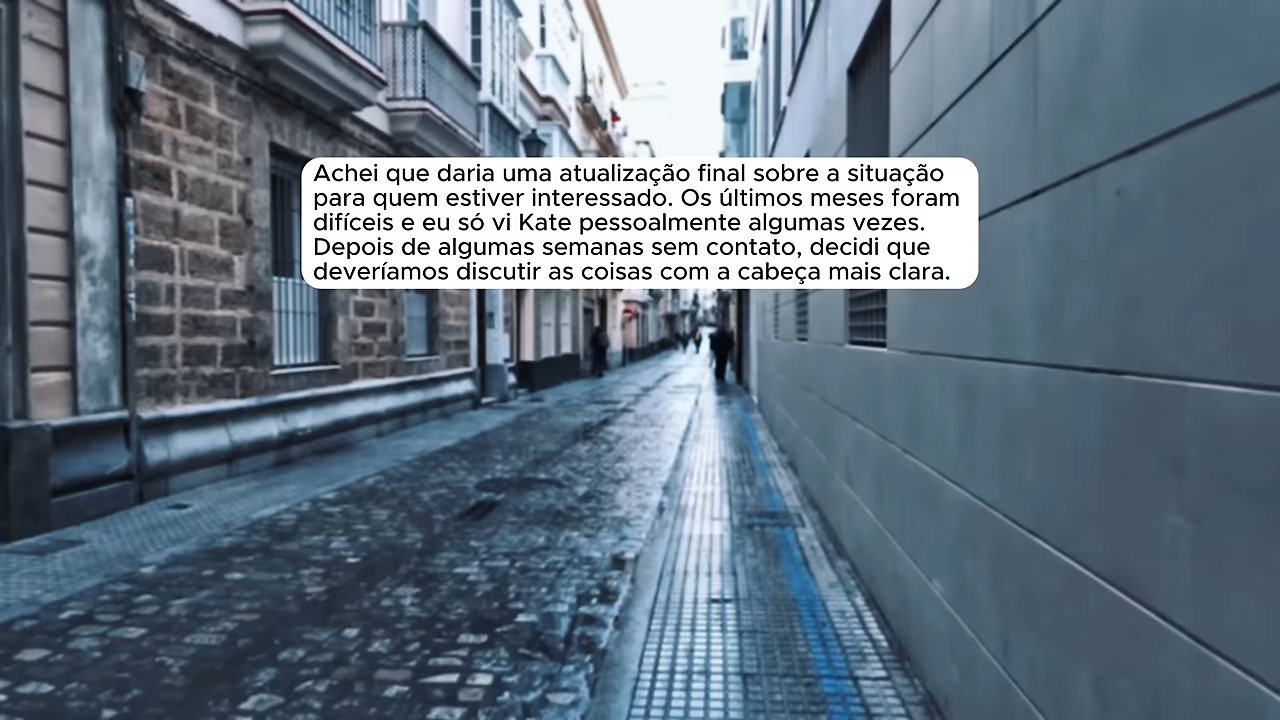 Achei que daria uma atualização final sobre a situação
para quem estiver interessado. Os últimos meses foram
difíceis e eu só vi Kate pessoalmente algumas vezes.
Depois de algumas semanas sem contato, decidi que
deveríamos discutir as coisas com a cabeça mais clara.